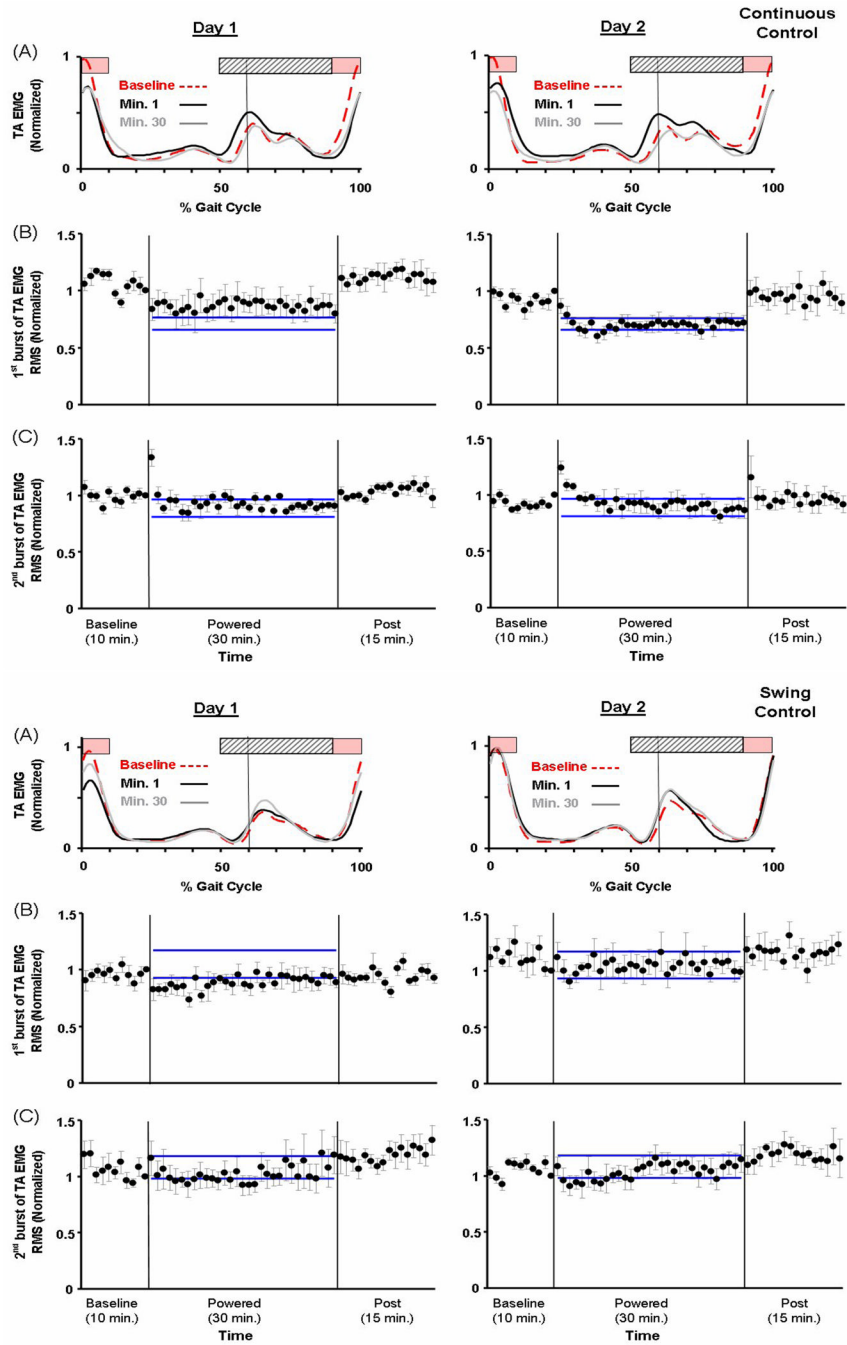 Day 1
Day 2
Continuous
Control
(A)
TA EMG
(Normalized)
1
0
Baseline
Min. 1
Min. 30
0
50
100
% Gait Cycle
1
0
Baseline
Min. 1
Min. 30
0
50
100
% Gait Cycle
(B)
1st burst of TA EMG
RMS (Normalized)
1.5
1
0.5
0
1.5
1
0.5
0
(C)
2nd burst of TA EMG
RMS (Normalized)
1.5
1
0.5
0
Baseline
(10 min.)
Powered
(30 min.)
Post
(15 min.)
Time
1.5
1
0.5
0
Baseline
(10 min.)
Powered
(30 min.)
Post
(15 min.)
Time
Day 1
Day 2
Swing
Control
(A)
TA EMG
(Normalized)
1
0
Baseline
Min. 1
Min. 30
0
50
100
% Gait Cycle
1
0
Baseline
Min. 1
Min. 30
0
50
100
% Gait Cycle
(B)
1st burst of TA EMG
RMS (Normalized)
1.5
1
0.5
0
1.5
1
0.5
0
(C)
2nd burst of TA EMG
RMS (Normalized)
1.5
1
0.5
0
Baseline
(10 min.)
Powered
(30 min.)
Post
(15 min.)
Time
1.5
1
0.5
0
Baseline
(10 min.)
Powered
(30 min.)
Post
(15 min.)
Time